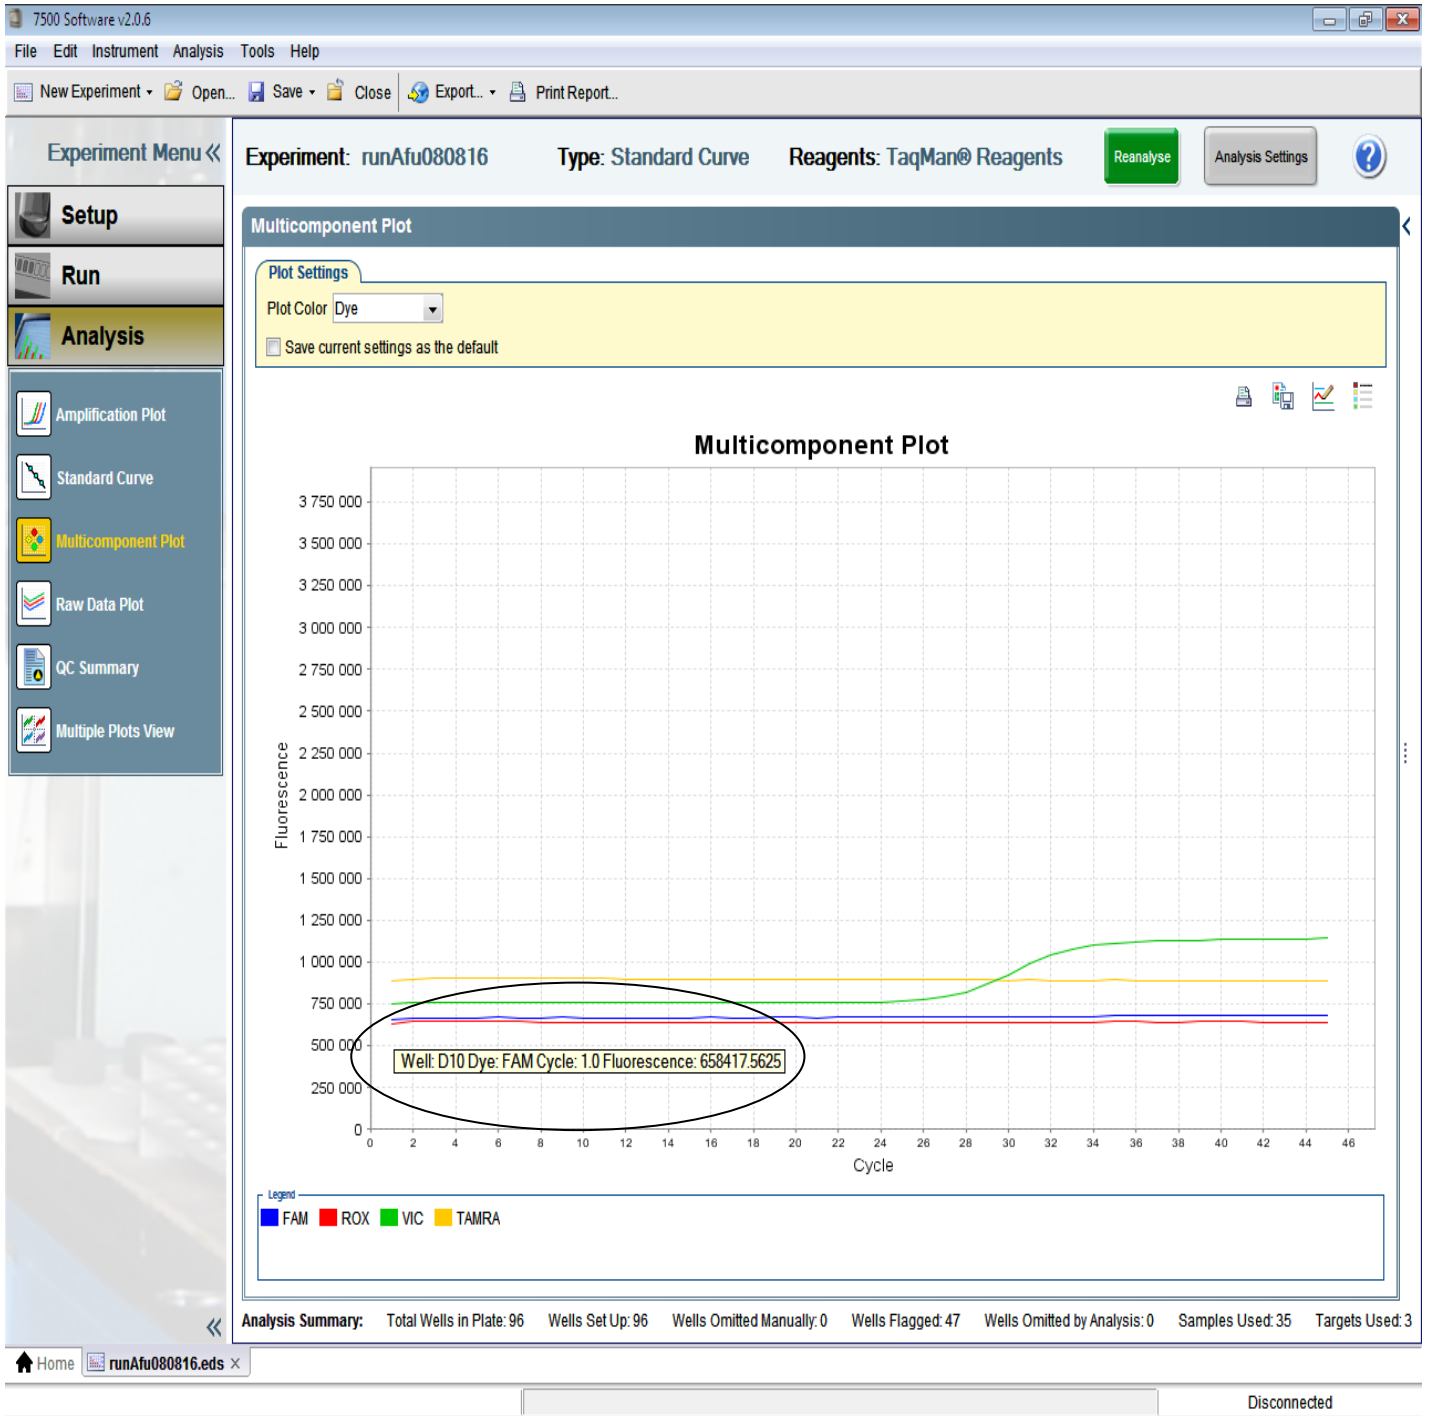 7500 Software v2.0.6
File Edit Instrument Analysis Tools Help
New Experiment Open... Save Close Export... Print Report...
Experiment Menu «
Experiment: runAfu080816 Type: Standard Curve Reagents: TaqMan® Reagents Reanalyse Analysis Settings ?
Setup
Run
Analysis
Amplification Plot
Standard Curve
Multicomponent Plot
Raw Data Plot
QC Summary
Multiple Plots View
«
Multicomponent Plot
Plot Settings
Plot Color Dye
Save current settings as the default
Multicomponent Plot
3 750 000
3 500 000
3 250 000
3 000 000
2 750 000
2 500 000
2 250 000
2 000 000
1 750 000
1 500 000
1 250 000
1 000 000
750 000
500 000
250 000
0
Fluorescence
Well: D10 Dye: FAM Cycle: 1.0 Fluorescence: 658417.5625
0 2 4 6 8 10 12 14 16 18 20 22 24 26 28 30 32 34 36 38 40 42 44 46
Cycle
Legend
FAM ROX VIC TAMRA
Analysis Summary: Total Wells in Plate: 96 Wells Set Up: 96 Wells Omitted Manually: 0 Wells Flagged: 47 Wells Omitted by Analysis: 0 Samples Used: 35 Targets Used: 3
Home runAfu080816.eds ×
Disconnected